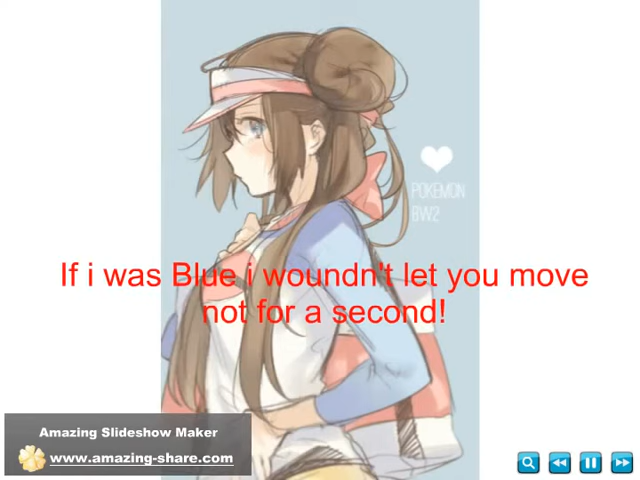 POKEMON
BW2
If i was Blue i woundn't let you move
not for a second!
Amazing Slideshow Maker
www.amazing-share.com